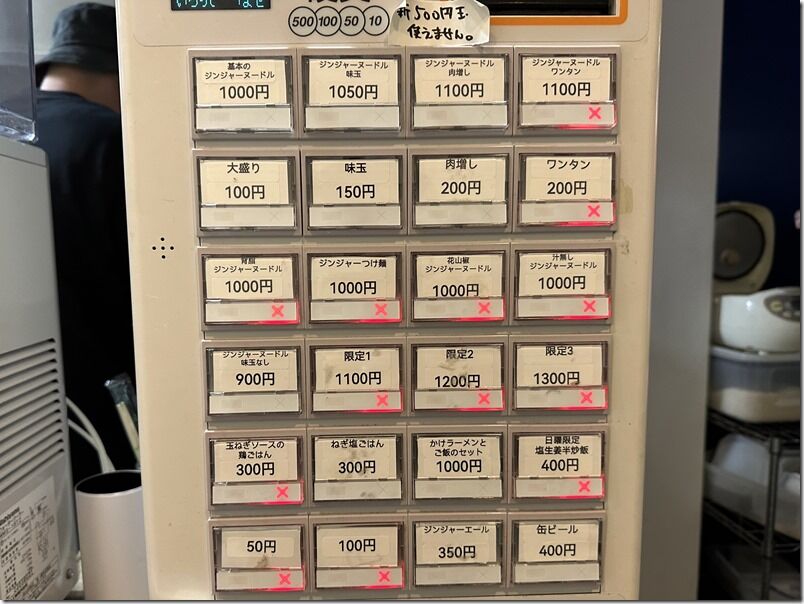 500 100 50 10
新500円玉
使えません。
基本の
ジンジャーヌードル
1000円
ジンジャーヌードル
味玉
1050円
ジンジャーヌードル
肉増し
1100円
ジンジャーヌードル
ワンタン
1100円
大盛り
100円
味玉
150円
肉増し
200円
ワンタン
200円
背脂
ジンジャーヌードル
1000円
ジンジャーつけ麺
1000円
花山椒
ジンジャーヌードル
1000円
汁無し
ジンジャーヌードル
1000円
ジンジャーヌードル
味玉なし
900円
限定1
1100円
限定2
1200円
限定3
1300円
玉ねぎソースの
鶏ごはん
300円
ねぎ塩ごはん
300円
かけラーメンと
ご飯のセット
1000円
日曜限定
塩生姜半炒飯
400円
50円
100円
ジンジャーエール
350円
缶ビール
400円